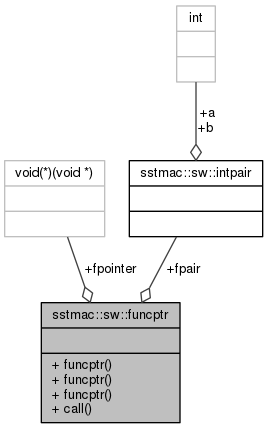 int
+a
+b
void(*)(void *)
sstmac::sw::intpair
+fpointer
+fpair
sstmac::sw::funcptr
+ funcptr()
+ funcptr()
+ funcptr()
+ call()